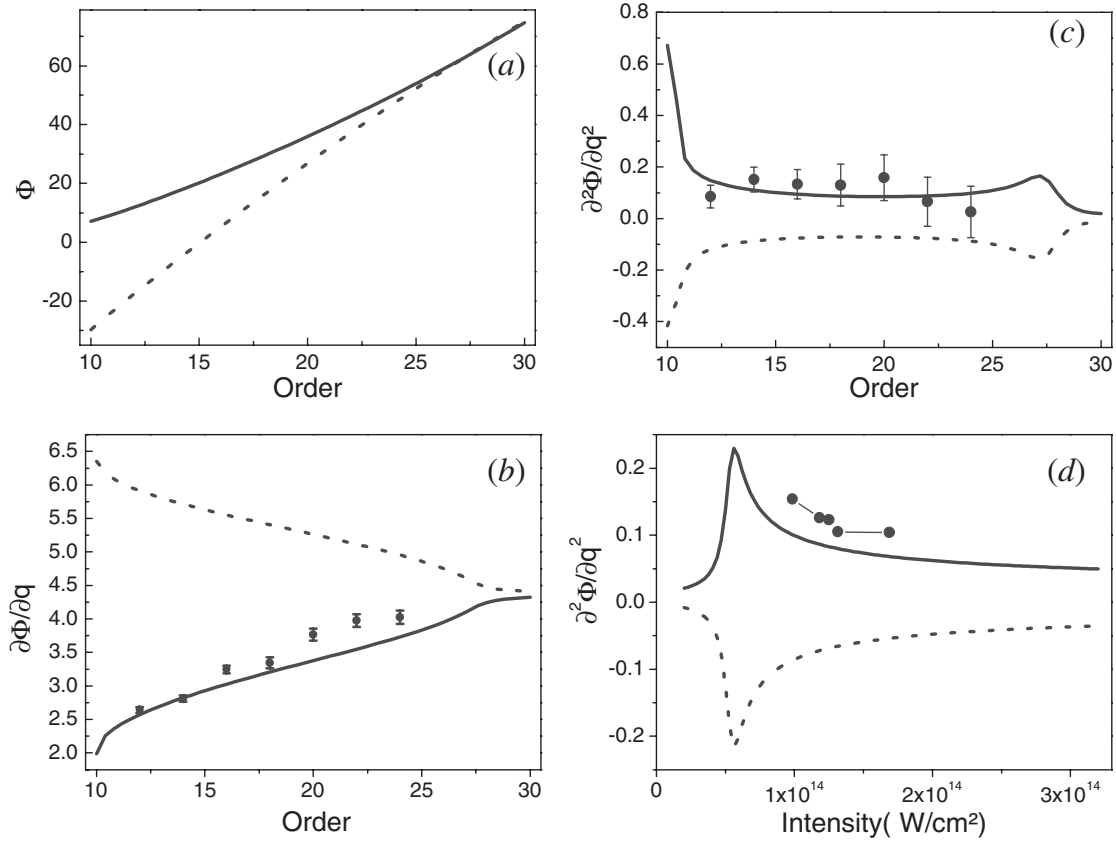 (a)
Φ
60
40
20
0
-20
10 15 20 25 30
Order
(c)
∂²Φ/∂q²
0.8
0.6
0.4
0.2
0.0
-0.2
-0.4
10 15 20 25 30
Order
(b)
∂Φ/∂q
6.5
6.0
5.5
5.0
4.5
4.0
3.5
3.0
2.5
2.0
10 15 20 25 30
Order
(d)
∂²Φ/∂q²
0.2
0.1
0.0
-0.1
-0.2
0 1x10¹⁴ 2x10¹⁴ 3x10¹⁴
Intensity( W/cm²)